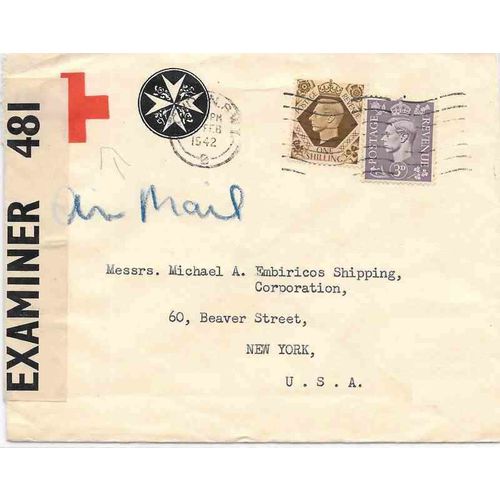 EXAMINER 481
FEB
1942
ONE
SHILLING
POSTAGE
REVENUE
3D
Air Mail
Messrs. Michael A. Embiricos Shipping,
Corporation,
60, Beaver Street,
NEW YORK,
U. S. A.